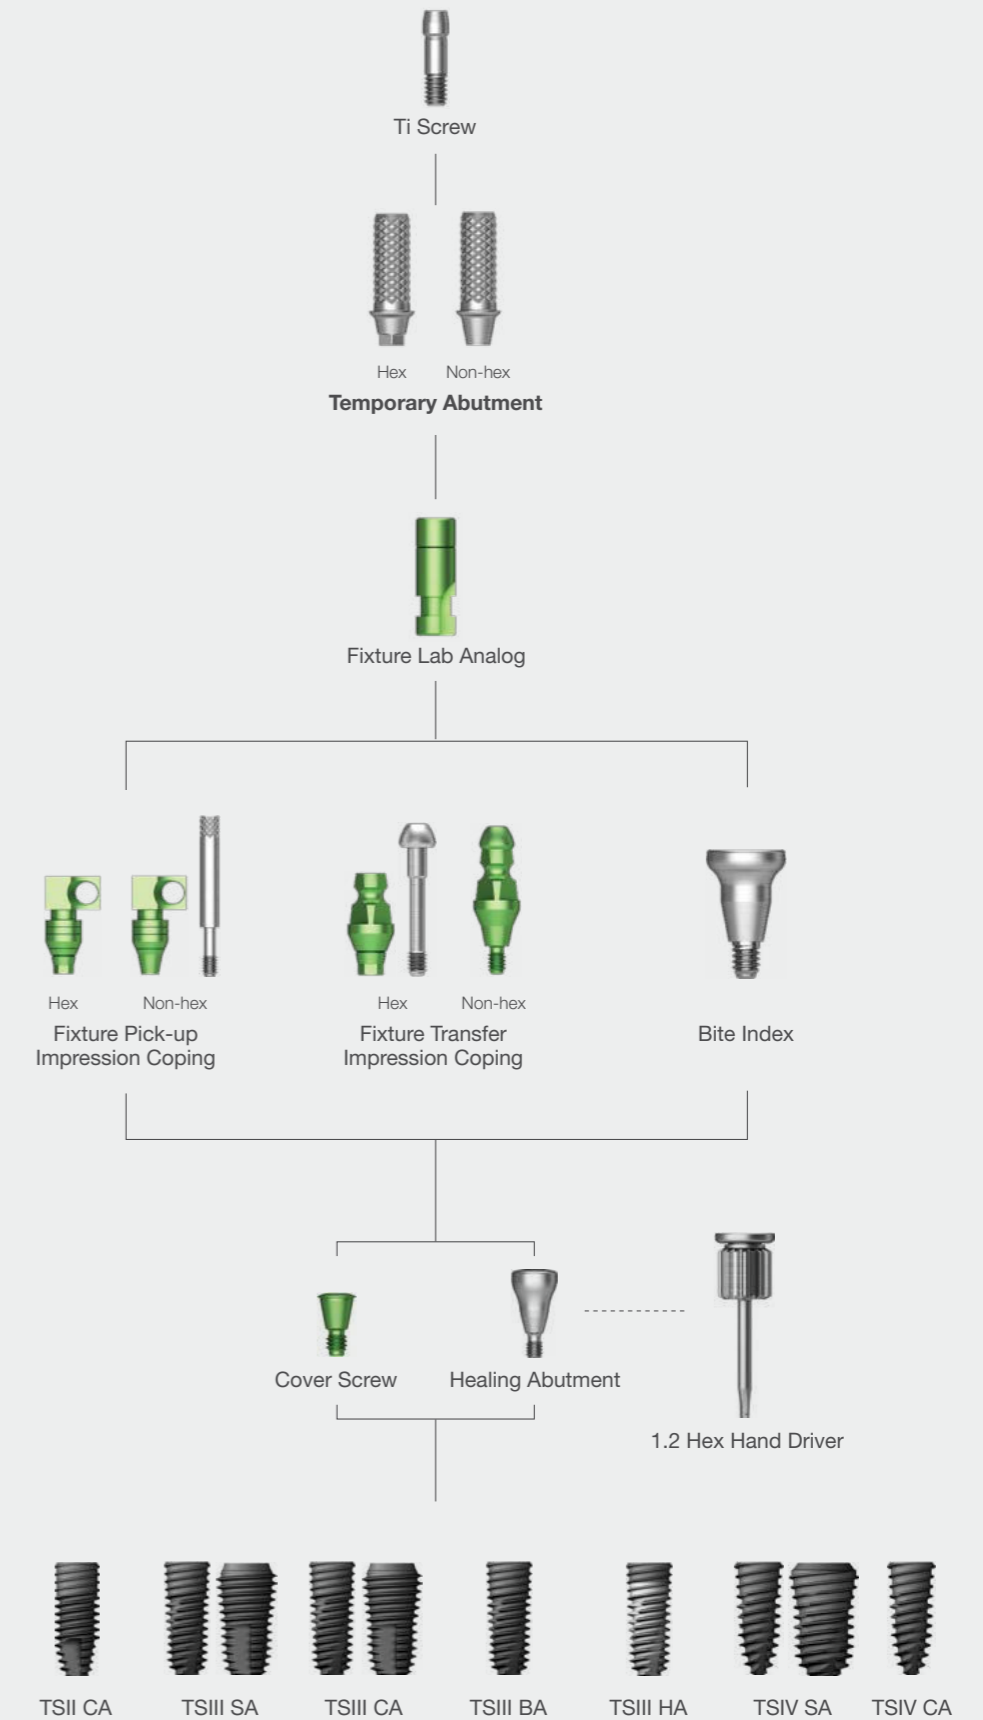 Ti Screw
Hex Non-hex
Temporary Abutment
Fixture Lab Analog
Hex Non-hex Hex Non-hex
Fixture Pick-up Fixture Transfer Bite Index
Impression Coping Impression Coping
Cover Screw Healing Abutment
1.2 Hex Hand Driver
TSII CA TSIII SA TSIII CA TSIII BA TSIII HA TSIV SA TSIV CA